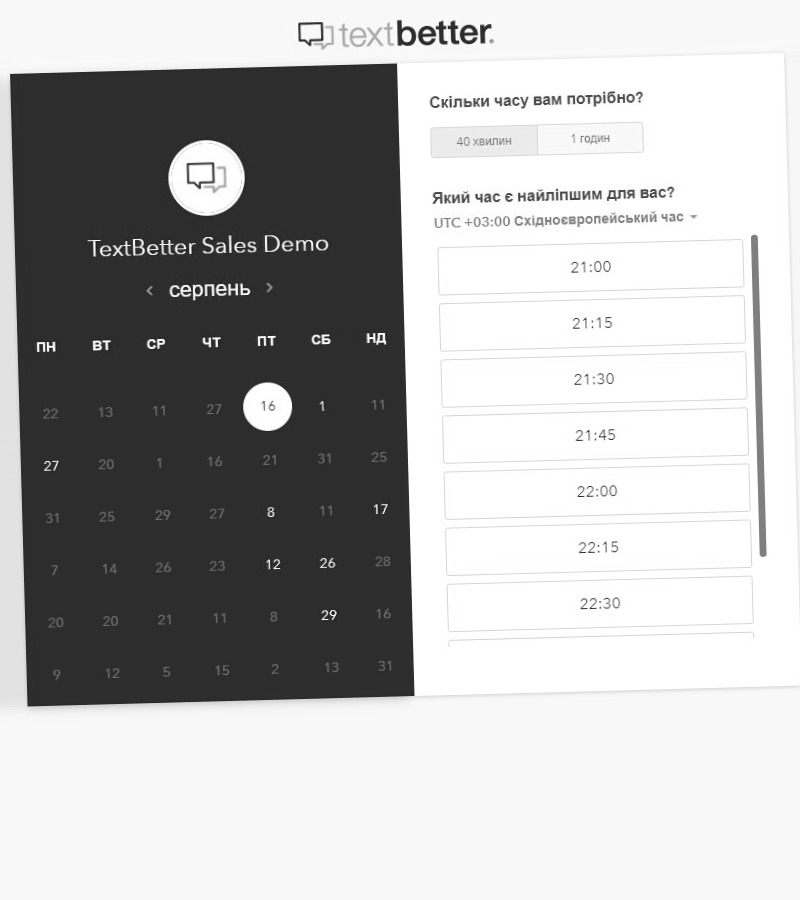 textbetter.
TextBetter Sales Demo
серпень
ПН ВТ СР ЧТ ПТ СБ НД
22 13 11 27 16 1 11
27 20 1 16 21 31 25
31 25 29 27 8 11 17
7 14 26 23 12 26 28
20 20 21 11 8 29 16
9 12 5 15 2 13 31
Скільки часу вам потрібно?
40 хвилин 1 годин
Який час є найліпшим для вас?
UTC +03:00 Східноєвропейський час
21:00
21:15
21:30
21:45
22:00
22:15
22:30